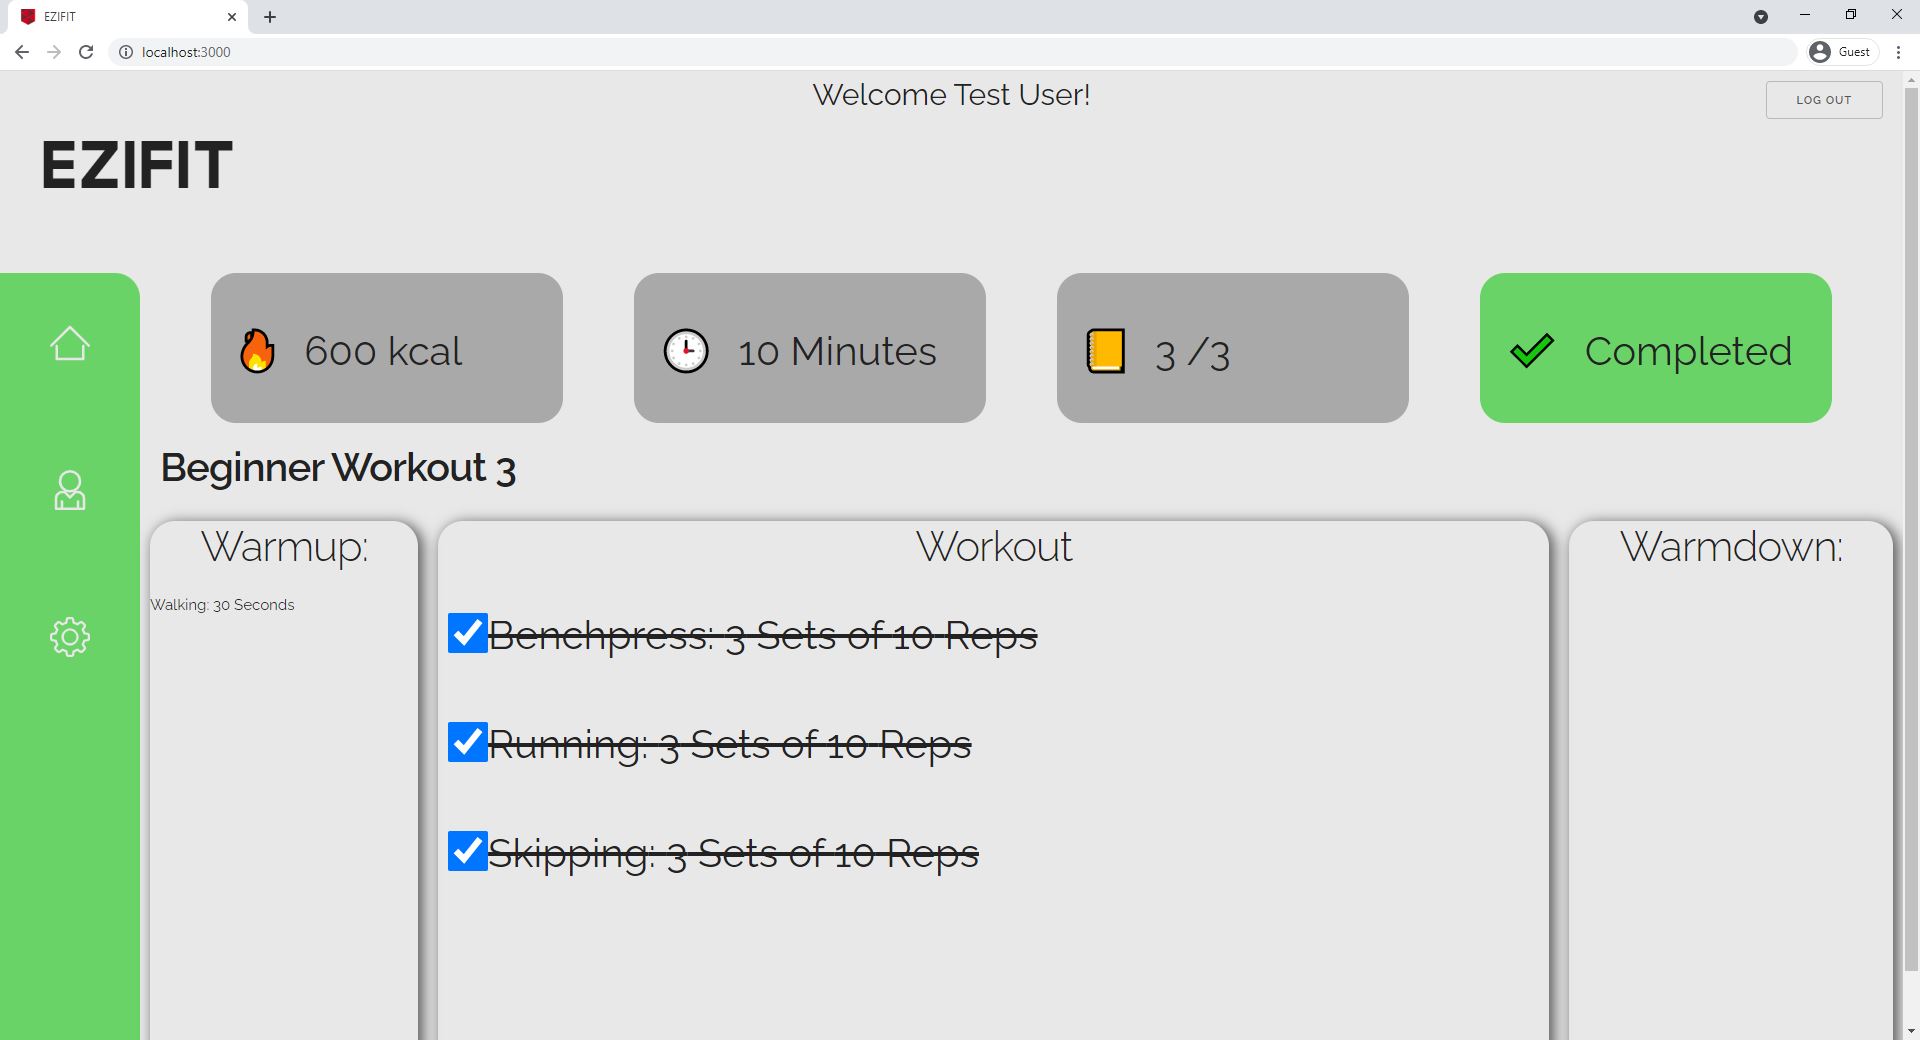 EZIFIT
localhost:3000
Guest
Welcome Test User!
LOG OUT
EZIFIT
600 kcal
10 Minutes
3 /3
Completed
Beginner Workout 3
Warmup:
Walking: 30 Seconds
Workout
Benchpress: 3 Sets of 10 Reps
Running: 3 Sets of 10 Reps
Skipping: 3 Sets of 10 Reps
Warmdown: